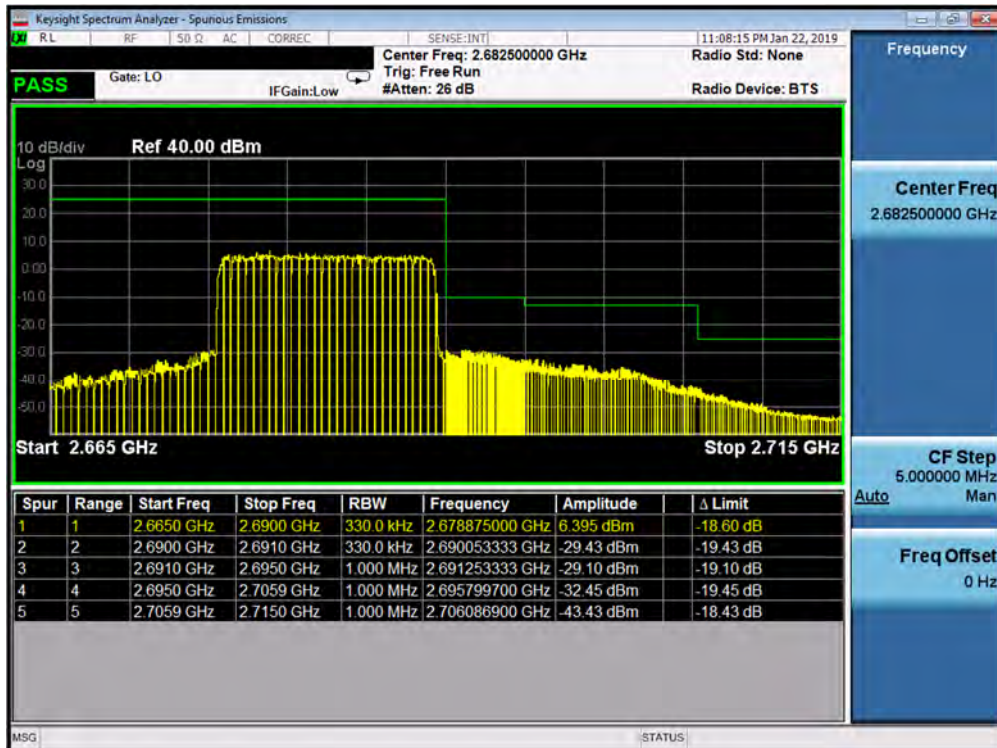 Keysight Spectrum Analyzer - Spurious Emissions
RL RF 50 Ω AC CORREC SENSE:INT 11:08:15 PM Jan 22, 2019
Center Freq: 2.682500000 GHz Radio Std: None
Trig: Free Run
PASS Gate: LO IFGain:Low #Atten: 26 dB Radio Device: BTS
10 dB/div Ref 40.00 dBm
Log
30.0
20.0
10.0
0.00
-10.0
-20.0
-30.0
-40.0
-50.0
Start 2.665 GHz Stop 2.715 GHz
Spur Range Start Freq Stop Freq RBW Frequency Amplitude Δ Limit
1 1 2.6650 GHz 2.6900 GHz 330.0 kHz 2.678875000 GHz 6.395 dBm -18.60 dB
2 2 2.6900 GHz 2.6910 GHz 330.0 kHz 2.690053333 GHz -29.43 dBm -19.43 dB
3 3 2.6910 GHz 2.6950 GHz 1.000 MHz 2.691253333 GHz -29.10 dBm -19.10 dB
4 4 2.6950 GHz 2.7059 GHz 1.000 MHz 2.695799700 GHz -32.45 dBm -19.45 dB
5 5 2.7059 GHz 2.7150 GHz 1.000 MHz 2.706086900 GHz -43.43 dBm -18.43 dB
MSG STATUS
Frequency
Center Freq
2.682500000 GHz
CF Step
5.000000 MHz
Auto Man
Freq Offset
0 Hz